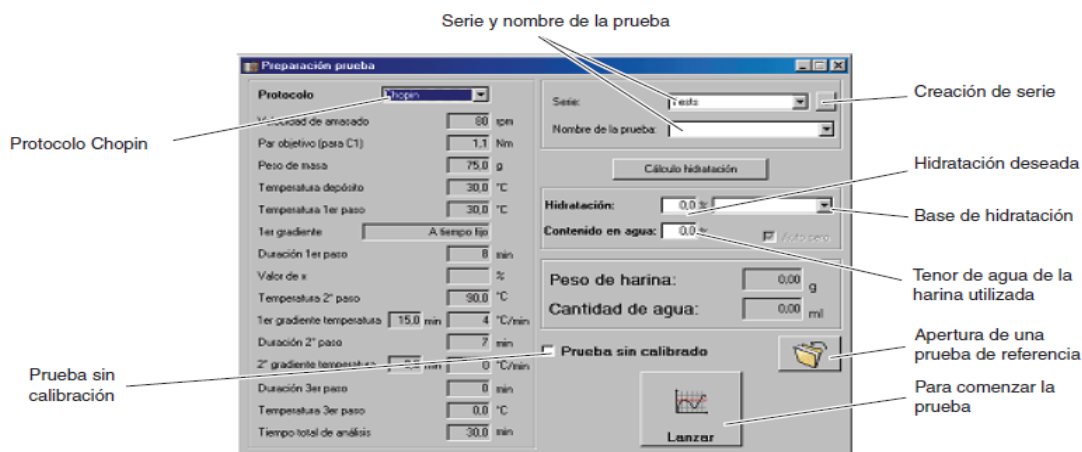 Serie y nombre de la prueba
Preparación prueba
Protocolo Chopin
Velocidad de amasado 80 rpm
Par objetivo (para C1) 1,1 Nm
Peso de masa 75,0 g
Temperatura depósito 30,0 °C
Temperatura 1er paso 30,0 °C
1er gradiente A tiempo fijo
Duración 1er paso 8 min
Valor de x %
Temperatura 2° paso 90.0 °C
1er gradiente temperatura 15,0 min 4 °C/min
Duración 2° paso 7 min
2° gradiente temperatura 0,0 min 0 °C/min
Duración 3er paso 0 min
Temperatura 3er paso 0.0 °C
Tiempo total de análisis 30.0 min
Serie: Tests
Nombre de la prueba:
Cálculo hidratación
Hidratación: 0,0 %
Contenido en agua: 0.0 %
Auto cero
Peso de harina: 0,00 g
Cantidad de agua: 0.00 ml
Prueba sin calibrado
Lanzar
Protocolo Chopin
Prueba sin
calibración
Creación de serie
Hidratación deseada
Base de hidratación
Tenor de agua de la
harina utilizada
Apertura de una
prueba de referencia
Para comenzar la
prueba